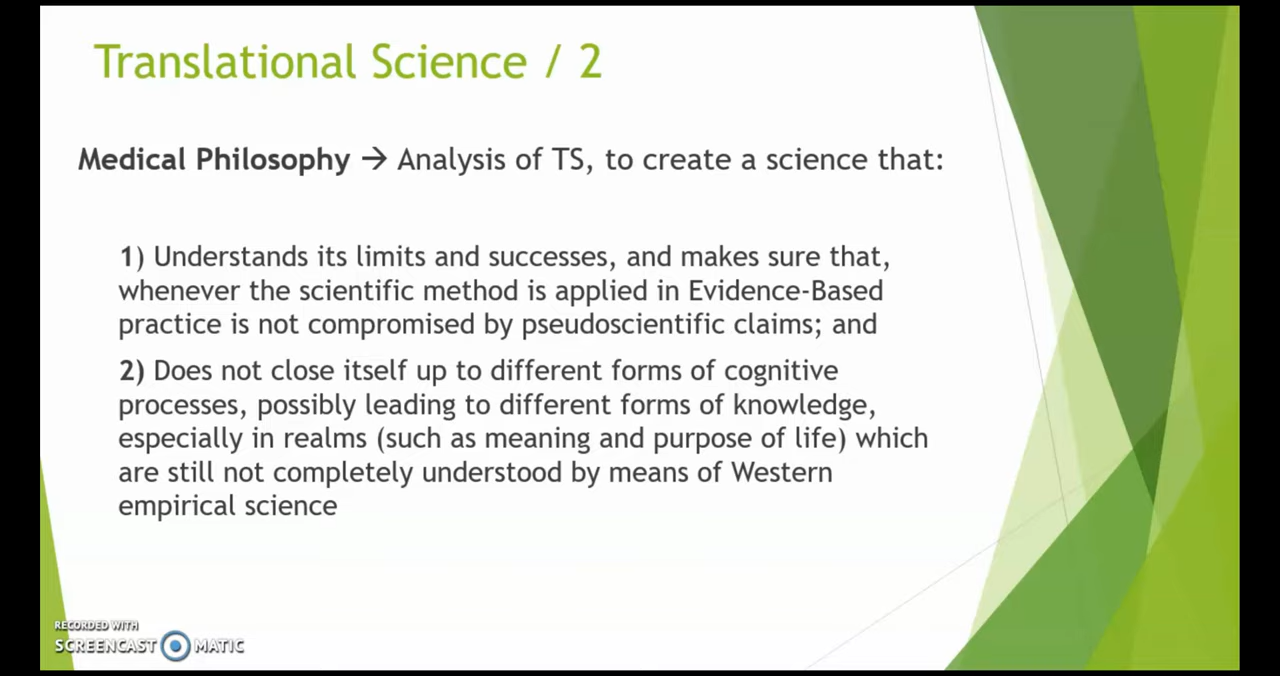 Translational Science / 2
Medical Philosophy → Analysis of TS, to create a science that:
1) Understands its limits and successes, and makes sure that,
whenever the scientific method is applied in Evidence-Based
practice is not compromised by pseudoscientific claims; and
2) Does not close itself up to different forms of cognitive
processes, possibly leading to different forms of knowledge,
especially in realms (such as meaning and purpose of life) which
are still not completely understood by means of Western
empirical science
RECORDED WITH
SCREENCAST MATIC